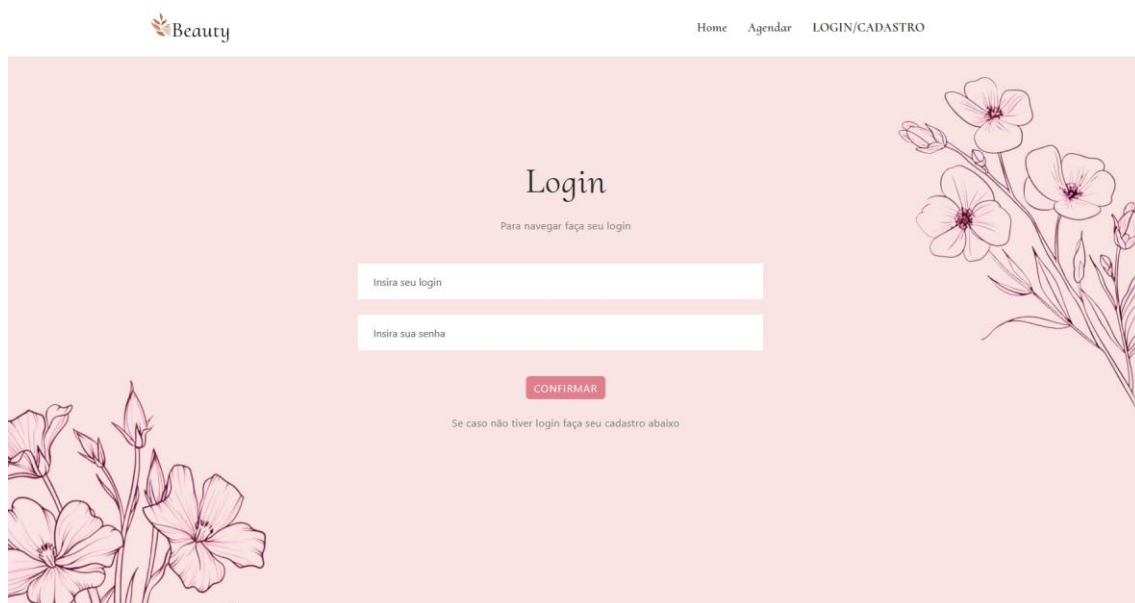 Beauty
Home Agendar LOGIN/CADASTRO
Login
Para navegar faça seu login
Insira seu login
Insira sua senha
CONFIRMAR
Se caso não tiver login faça seu cadastro abaixo